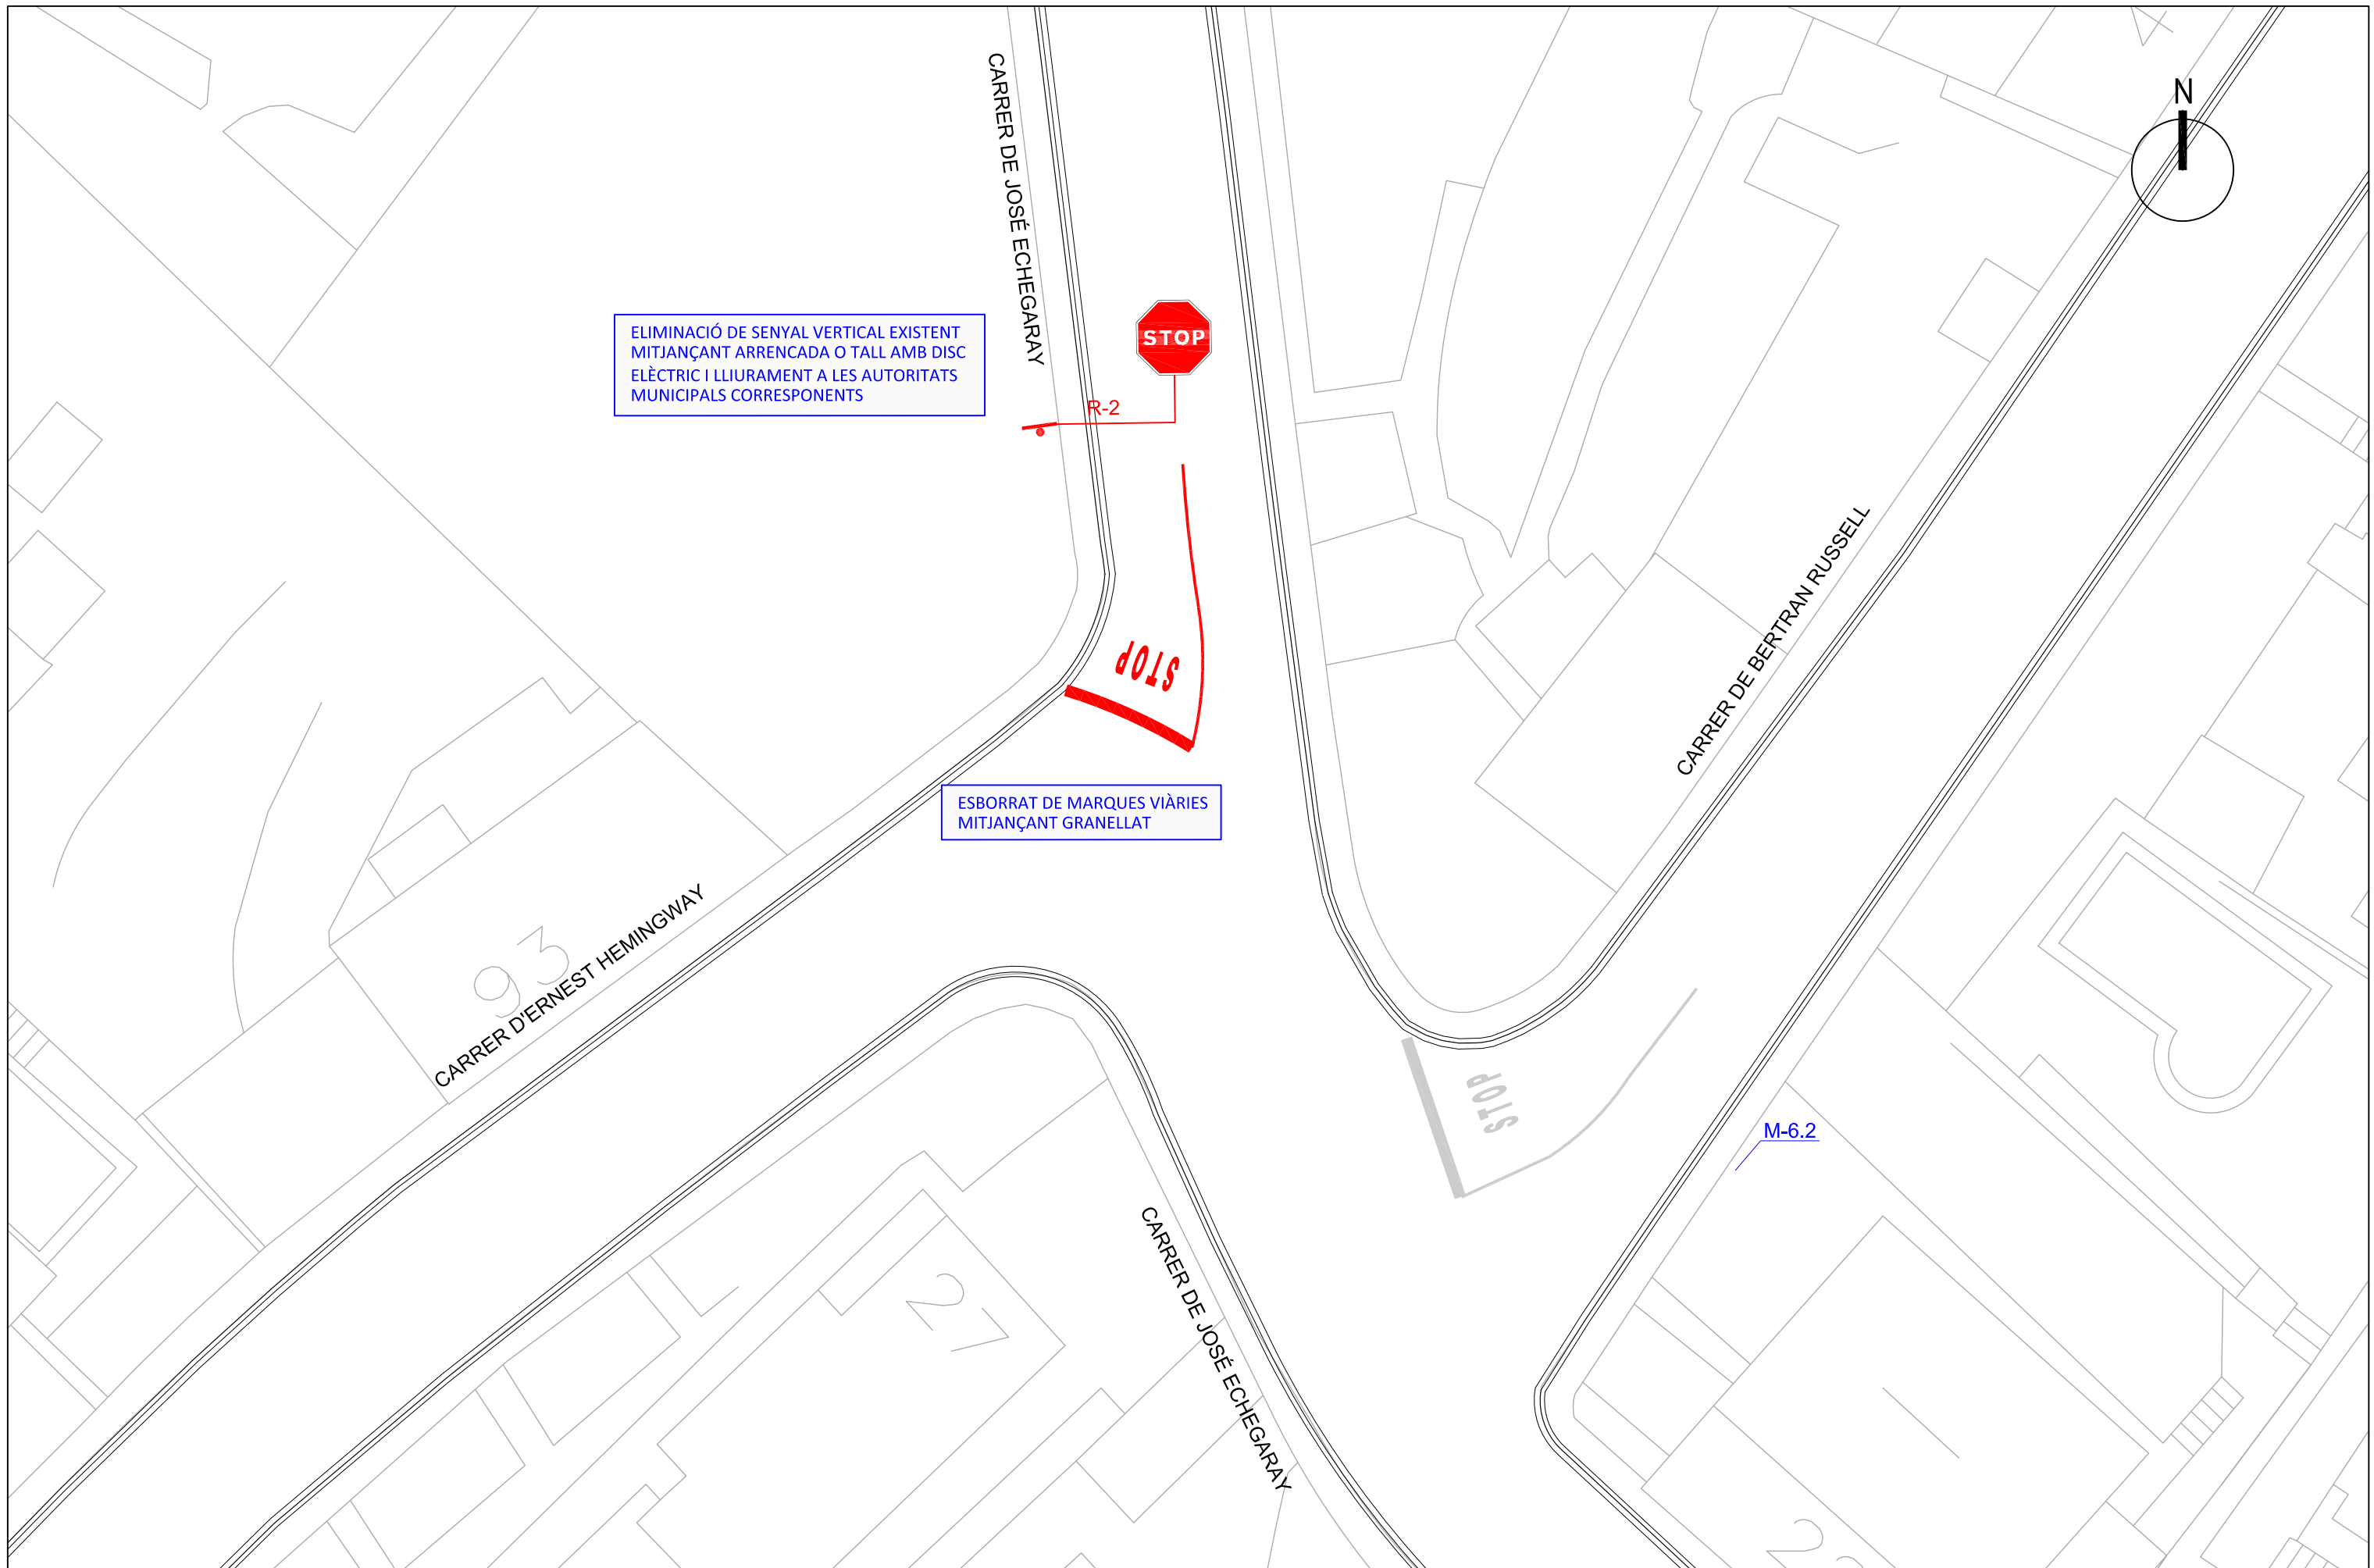 N
CARRER DE JOSÉ ECHEGARAY
ELIMINACIÓ DE SENYAL VERTICAL EXISTENT
MITJANÇANT ARRENCADA O TALL AMB DISC
ELÈCTRIC I LLIURAMENT A LES AUTORITATS
MUNICIPALS CORRESPONENTS
STOP
R-2
STOP
CARRER DE BERTRAN RUSSELL
ESBORRAT DE MARQUES VIÀRIES
MITJANÇANT GRANELLAT
93
CARRER D'ERNEST HEMINGWAY
STOP
M-6.2
CARRER DE JOSÉ ECHEGARAY